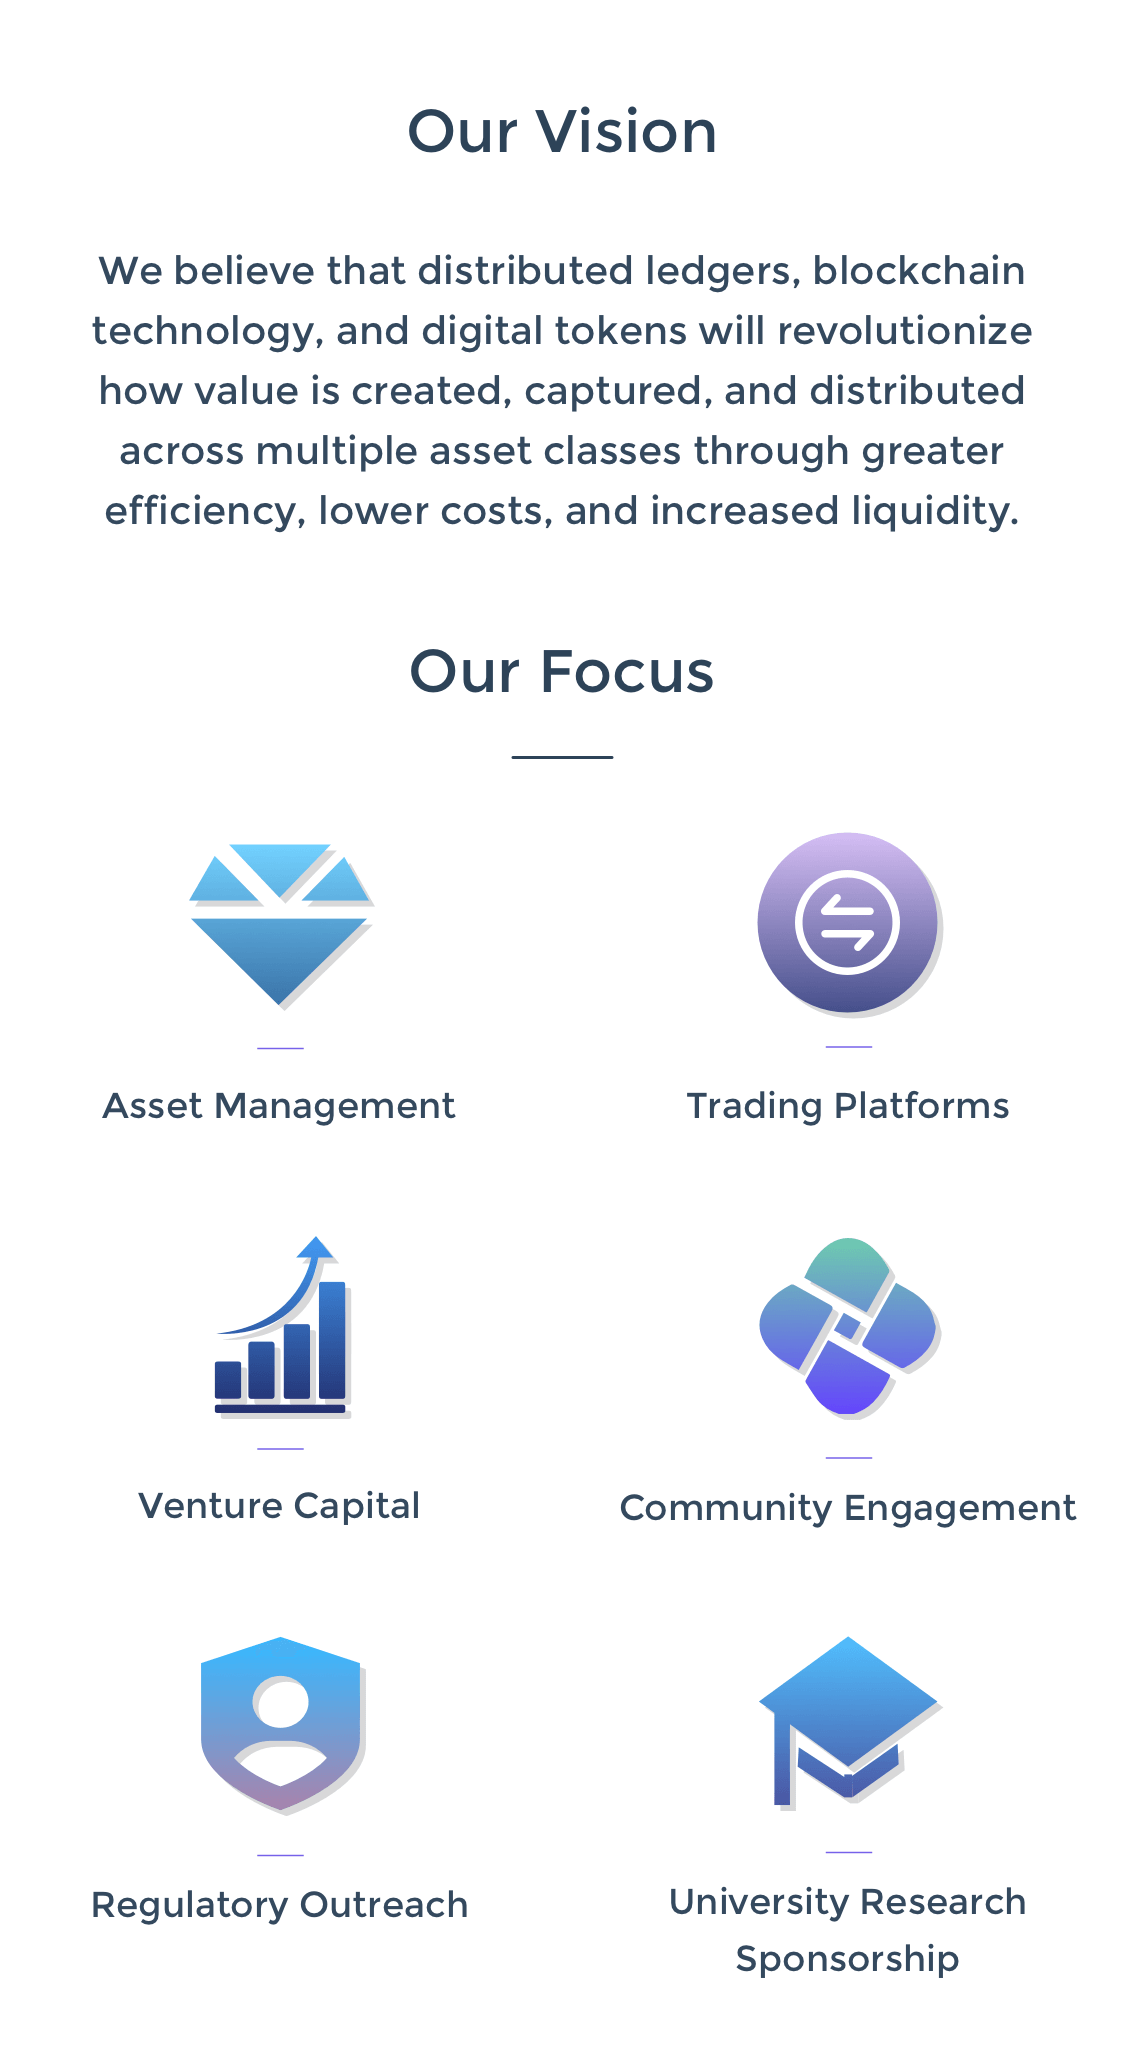 Our Vision
We believe that distributed ledgers, blockchain
technology, and digital tokens will revolutionize
how value is created, captured, and distributed
across multiple asset classes through greater
efficiency, lower costs, and increased liquidity.
Our Focus
Asset Management
Trading Platforms
Venture Capital
Community Engagement
Regulatory Outreach
University Research
Sponsorship